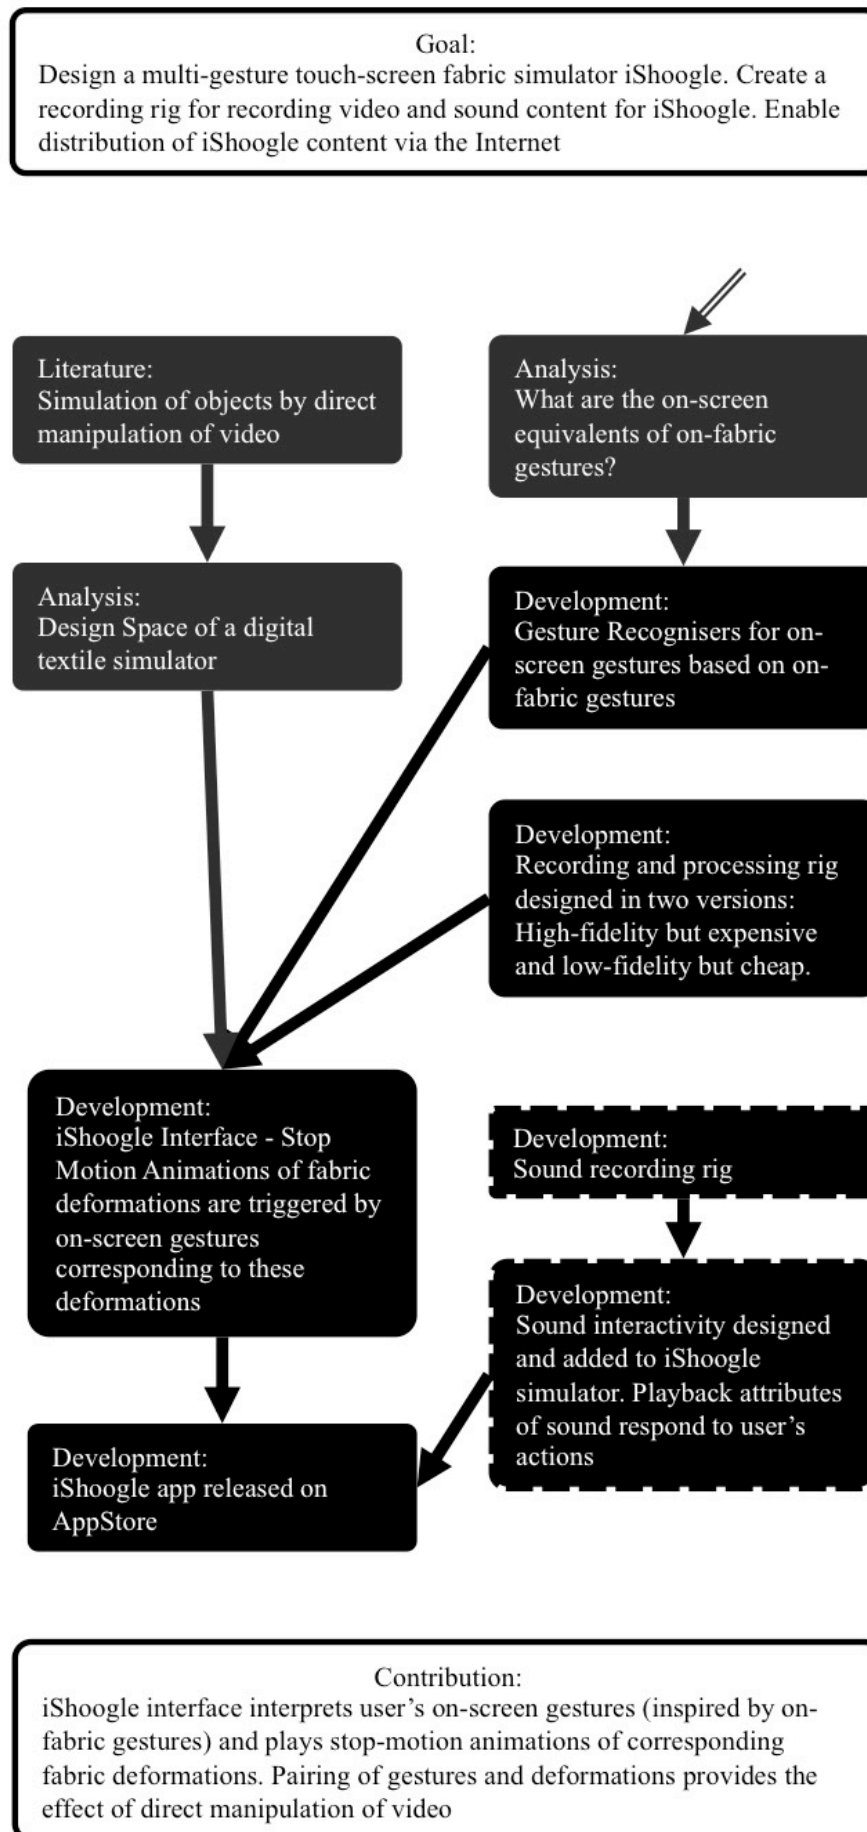 Goal:
Design a multi-gesture touch-screen fabric simulator iShoogle. Create a
recording rig for recording video and sound content for iShoogle. Enable
distribution of iShoogle content via the Internet
Literature:
Simulation of objects by direct
manipulation of video
Analysis:
What are the on-screen
equivalents of on-fabric
gestures?
Analysis:
Design Space of a digital
textile simulator
Development:
Gesture Recognisers for on-
screen gestures based on on-
fabric gestures
Development:
Recording and processing rig
designed in two versions:
High-fidelity but expensive
and low-fidelity but cheap.
Development:
iShoogle Interface - Stop
Motion Animations of fabric
deformations are triggered by
on-screen gestures
corresponding to these
deformations
Development:
Sound recording rig
Development:
Sound interactivity designed
and added to iShoogle
simulator. Playback attributes
of sound respond to user's
actions
Development:
iShoogle app released on
AppStore
Contribution:
iShoogle interface interprets user's on-screen gestures (inspired by on-
fabric gestures) and plays stop-motion animations of corresponding
fabric deformations. Pairing of gestures and deformations provides the
effect of direct manipulation of video